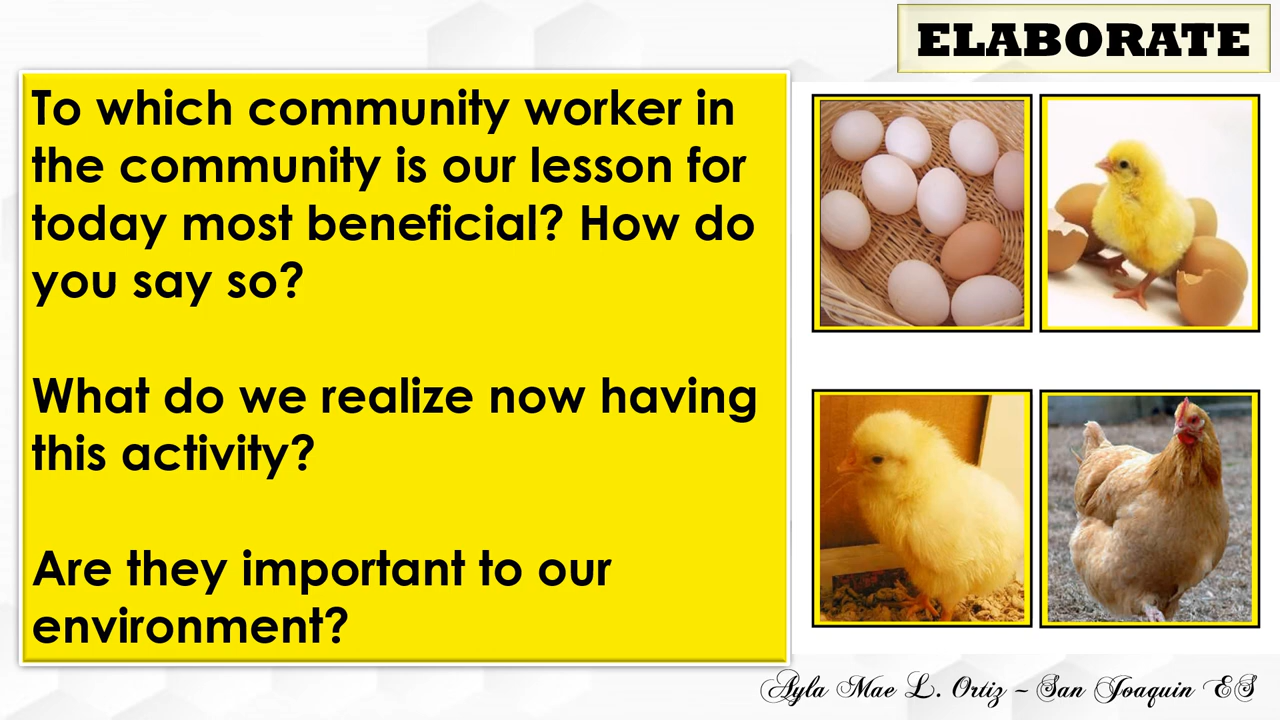 ELABORATE
To which community worker in
the community is our lesson for
today most beneficial? How do
you say so?
What do we realize now having
this activity?
Are they important to our
environment?
Ayla Mae L. Ortiz ~ San Joaquin ES